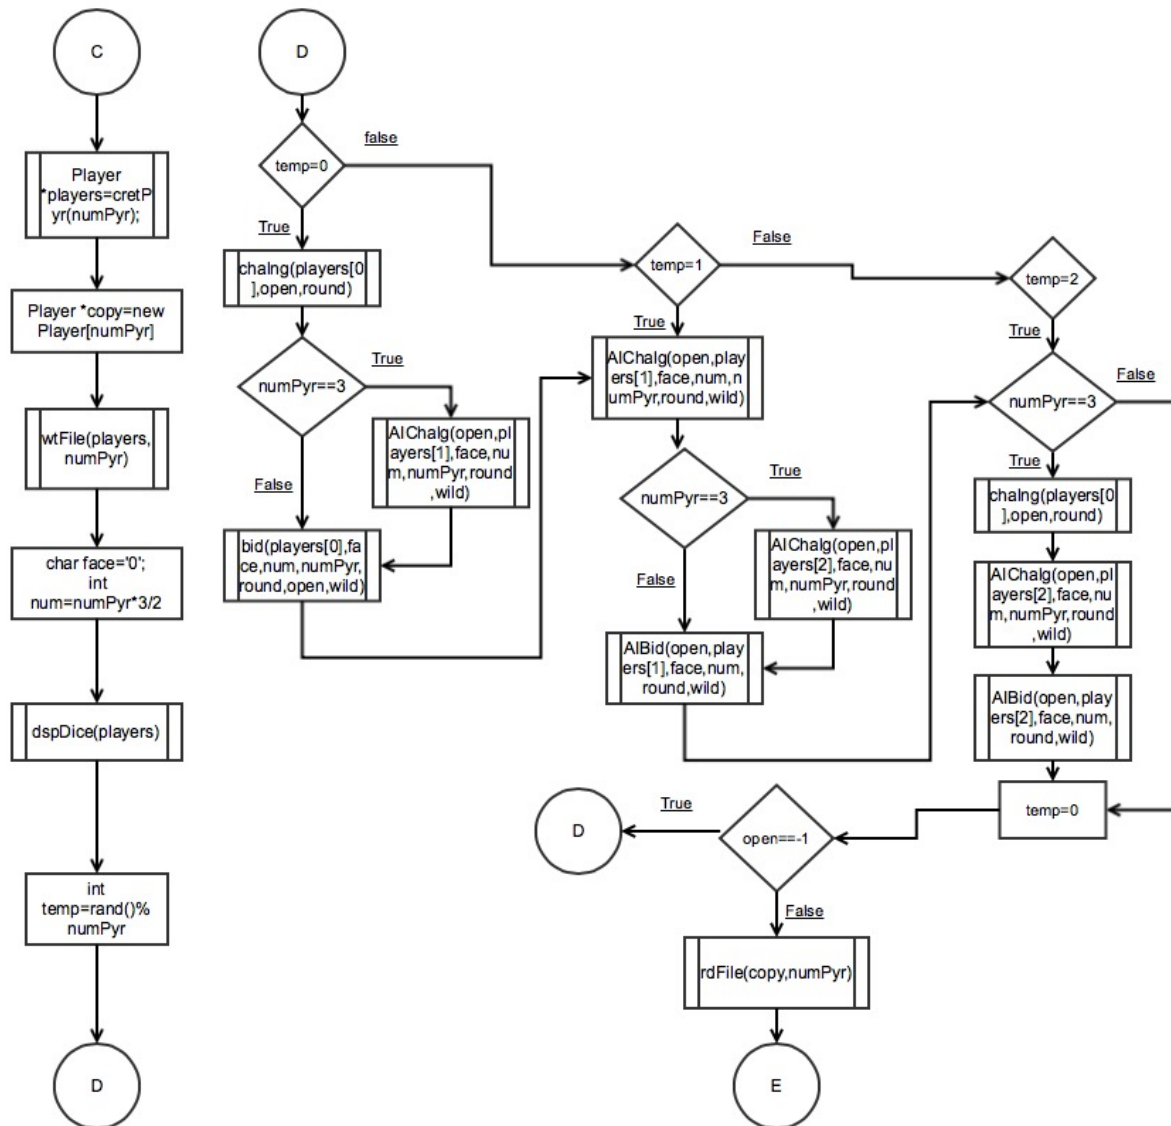 C
Player
*players=cretP
yr(numPyr);
Player *copy=new
Player[numPyr]
wtFile(players,
numPyr)
char face='0';
int
num=numPyr*3/2
dspDice(players)
int
temp=rand()%
numPyr
D
D
temp=0
false
True
chalng(players[0
],open,round)
numPyr==3
True
AIChalg(open,pl
ayers[1],face,nu
m,numPyr,round
,wild)
False
bid(players[0],fa
ce,num,numPyr,
round,open,wild)
temp=1
False
True
AIChalg(open,play
ers[1],face,num,n
umPyr,round,wild)
numPyr==3
True
AIChalg(open,pl
ayers[2],face,nu
m,numPyr,round
,wild)
False
AIBid(open,play
ers[1],face,num,
round,wild)
temp=2
True
numPyr==3
False
True
chalng(players[0
],open,round)
AIChalg(open,pl
ayers[2],face,nu
m,numPyr,round
,wild)
AIBid(open,play
ers[2],face,num,
round,wild)
temp=0
open==-1
True
D
False
rdFile(copy,numPyr)
E